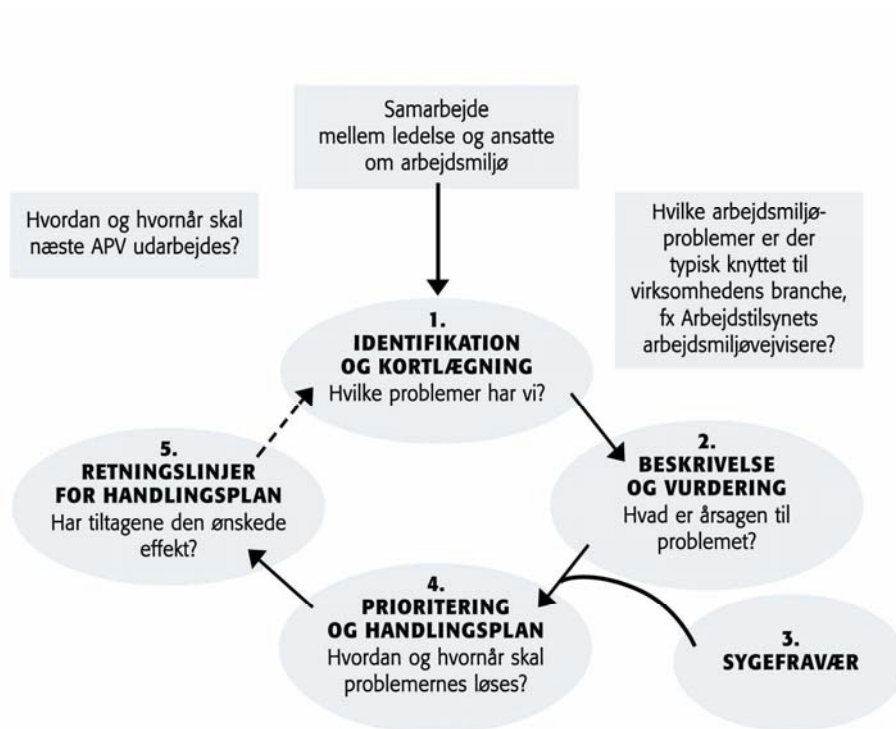 Samarbejde
mellem ledelse og ansatte
om arbejdsmiljø
Hvordan og hvornår skal
næste APV udarbejdes?
Hvilke arbejdsmiljø-
problemer er der
typisk knyttet til
virksomhedens branche,
fx Arbejdstilsynets
arbejdsmiljøvejvisere?
1.
IDENTIFIKATION
OG KORTLÆGNING
Hvilke problemer har vi?
2.
BESKRIVELSE
OG VURDERING
Hvad er årsagen til
problemet?
3.
SYGEFRAVÆR
4.
PRIORITERING
OG HANDLINGSPLAN
Hvordan og hvornår skal
problemernes løses?
5.
RETNINGSLINJER
FOR HANDLINGSPLAN
Har tiltagene den ønskede
effekt?